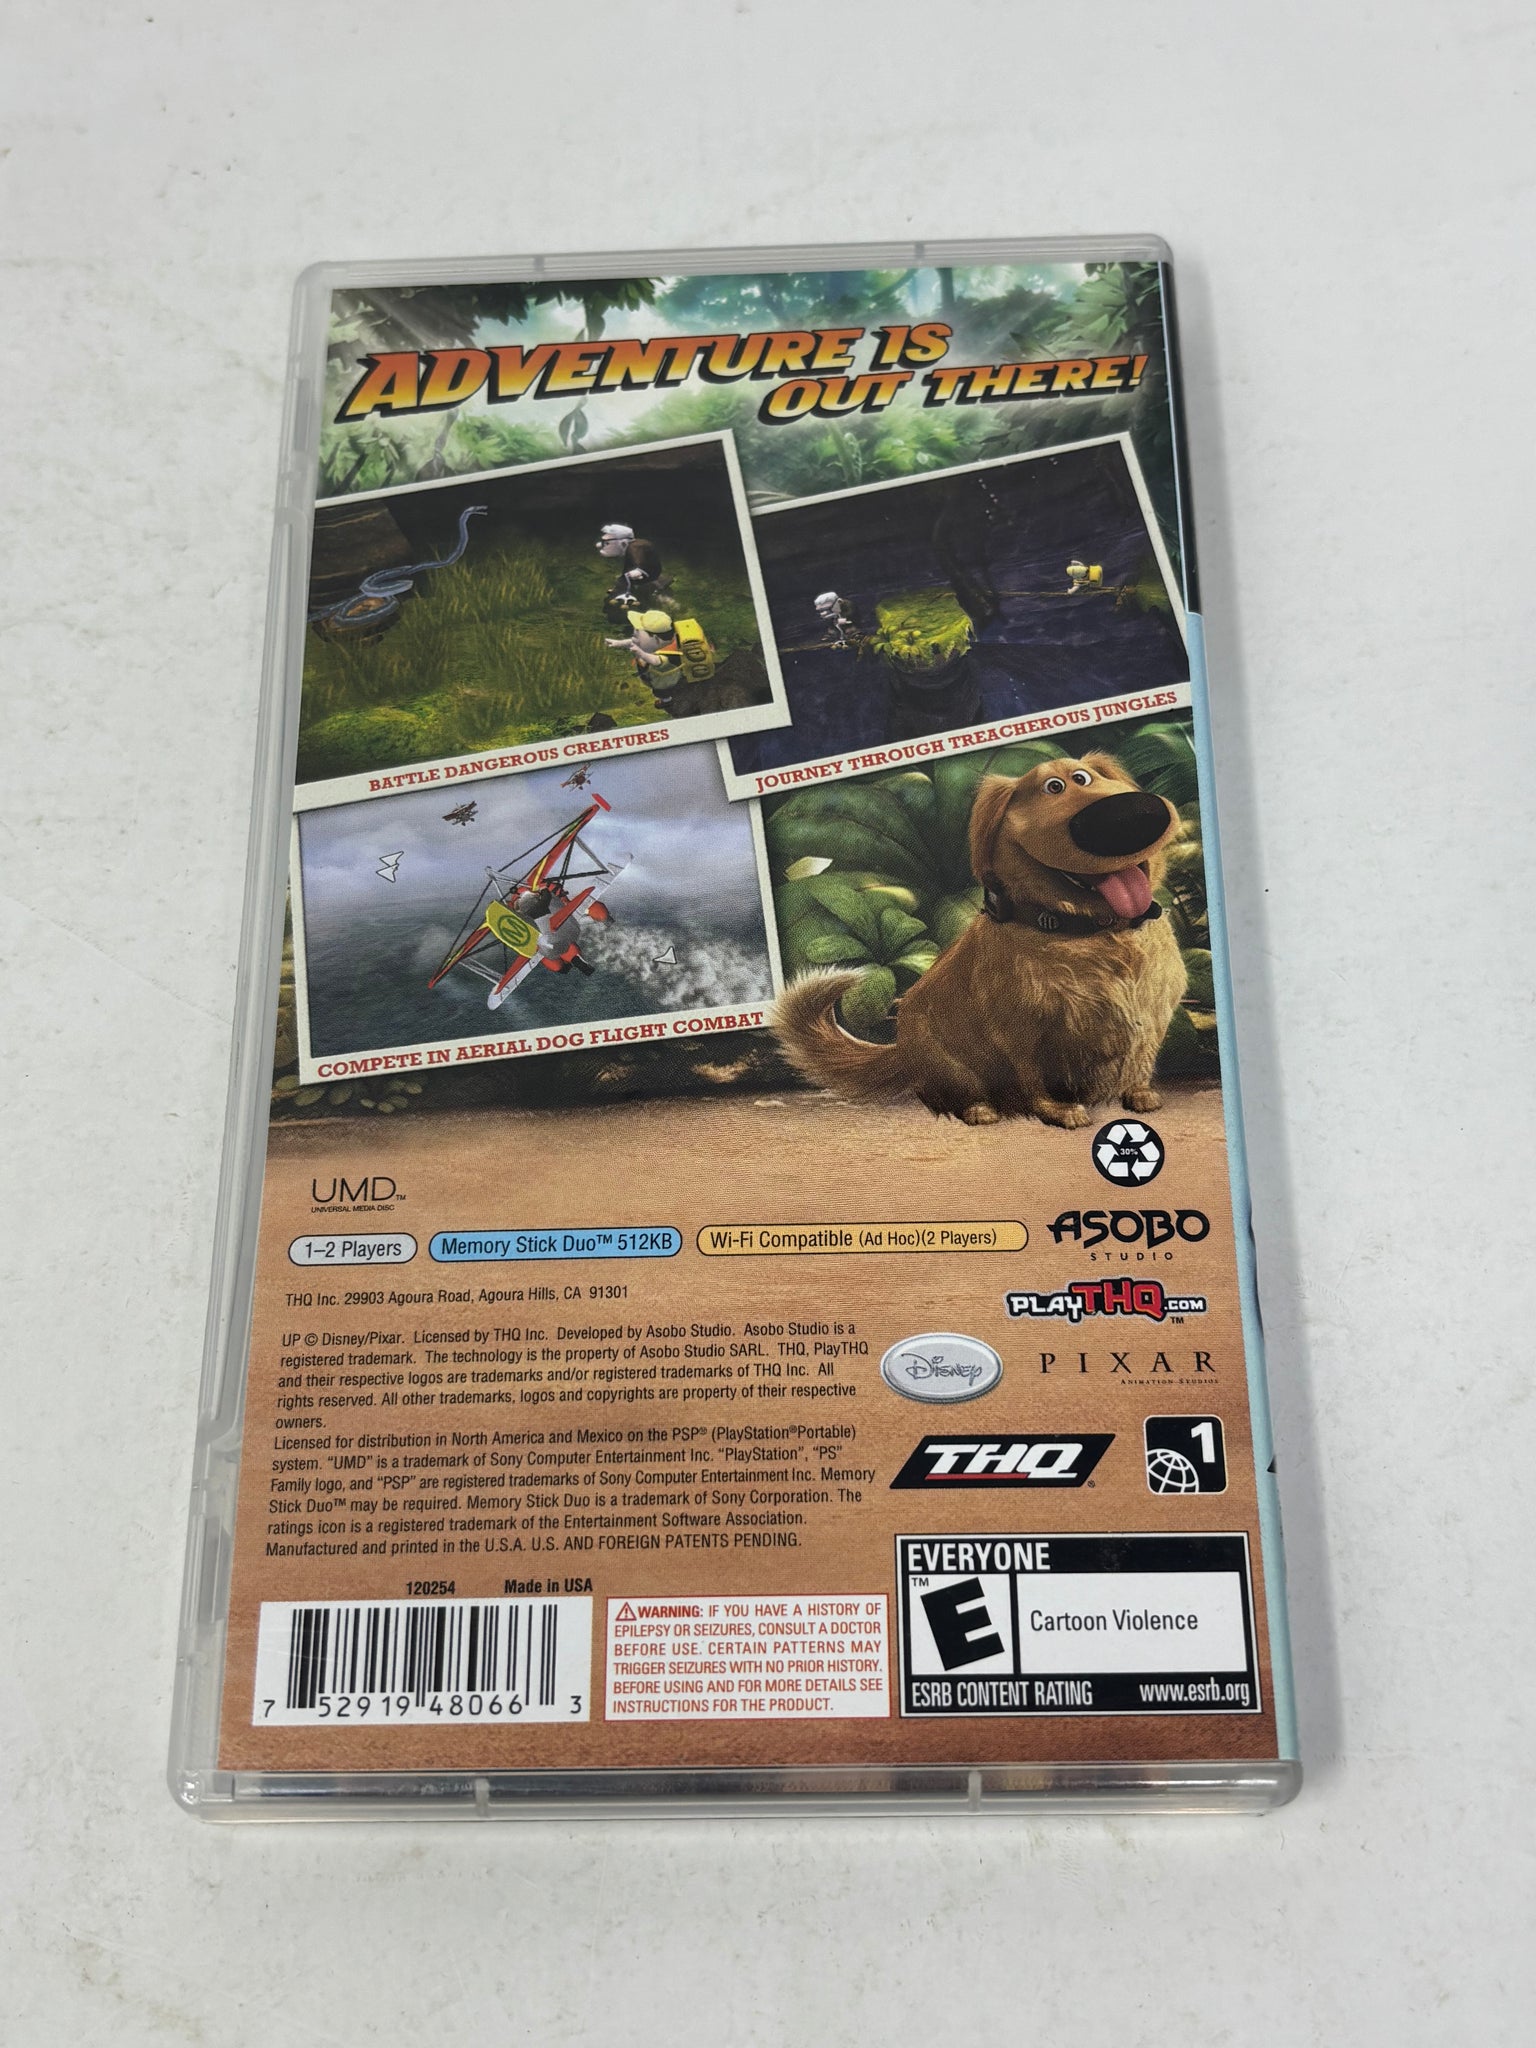 ADVENTURE IS
OUT THERE!
BATTLE DANGEROUS CREATURES
JOURNEY THROUGH TREACHEROUS JUNGLES
M
COMPETE IN AERIAL DOG FLIGHT COMBAT
30%
UMD™
UNIVERSAL MEDIA DISC
1–2 Players
Memory Stick Duo™ 512KB
Wi-Fi Compatible (Ad Hoc)(2 Players)
ASOBO
STUDIO
THQ Inc. 29903 Agoura Road, Agoura Hills, CA 91301
PLAYTHQ.COM™
UP © Disney/Pixar. Licensed by THQ Inc. Developed by Asobo Studio. Asobo Studio is a
registered trademark. The technology is the property of Asobo Studio SARL. THQ, PlayTHQ
and their respective logos are trademarks and/or registered trademarks of THQ Inc. All
rights reserved. All other trademarks, logos and copyrights are property of their respective
owners.
Licensed for distribution in North America and Mexico on the PSP® (PlayStation®Portable)
system. “UMD” is a trademark of Sony Computer Entertainment Inc. “PlayStation”, “PS”
Family logo, and “PSP” are registered trademarks of Sony Computer Entertainment Inc. Memory
Stick Duo™ may be required. Memory Stick Duo is a trademark of Sony Corporation. The
ratings icon is a registered trademark of the Entertainment Software Association.
Manufactured and printed in the U.S.A. U.S. AND FOREIGN PATENTS PENDING.
Disney
PIXAR
ANIMATION STUDIOS
THQ®
1
120254 Made in USA
7 52919 48066 3
WARNING: IF YOU HAVE A HISTORY OF
EPILEPSY OR SEIZURES, CONSULT A DOCTOR
BEFORE USE. CERTAIN PATTERNS MAY
TRIGGER SEIZURES WITH NO PRIOR HISTORY.
BEFORE USING AND FOR MORE DETAILS SEE
INSTRUCTIONS FOR THE PRODUCT.
EVERYONE
™
E
Cartoon Violence
ESRB CONTENT RATING www.esrb.org